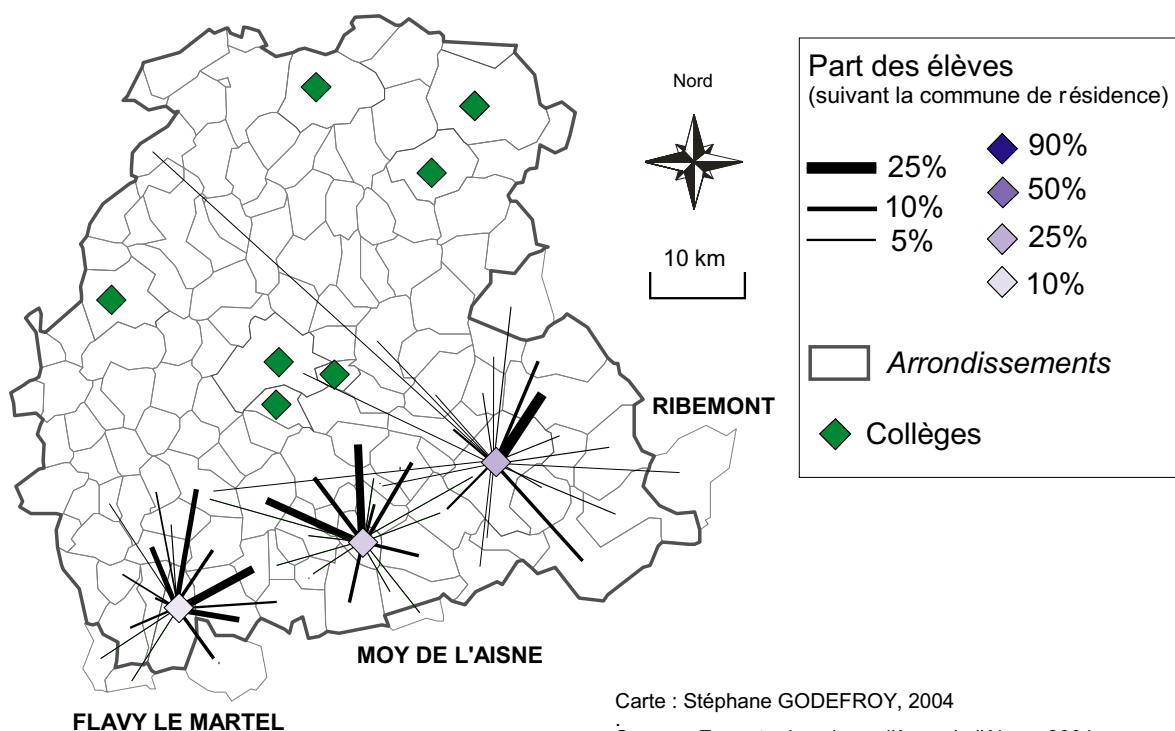 Part des élèves
(suivant la commune de résidence)
Nord
25%
10%
5%
90%
50%
25%
10%
10 km
Arrondissements
Collèges
RIBEMONT
MOY DE L'AISNE
FLAVY LE MARTEL
Carte : Stéphane GODEFROY, 2004